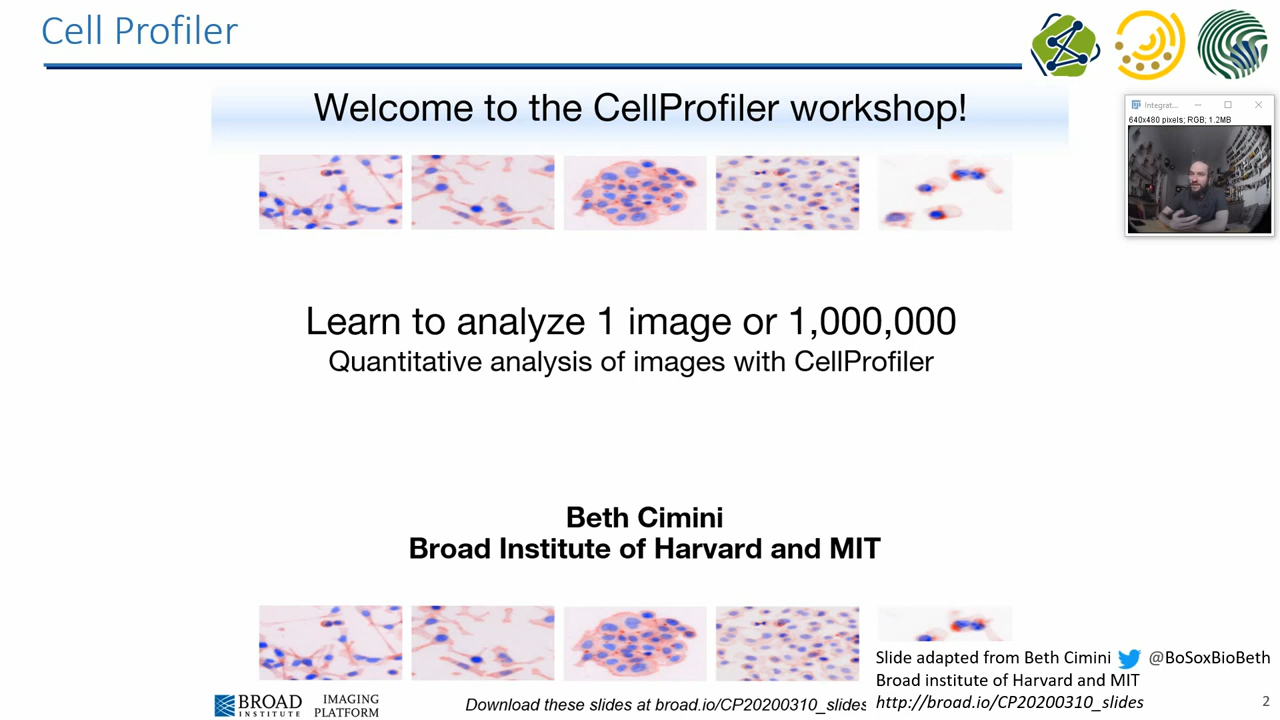 Cell Profiler
Welcome to the CellProfiler workshop!
Integrat...
640x480 pixels; RGB; 1.2MB
Learn to analyze 1 image or 1,000,000
Quantitative analysis of images with CellProfiler
Beth Cimini
Broad Institute of Harvard and MIT
Slide adapted from Beth Cimini @BoSoxBioBeth
Broad institute of Harvard and MIT
http://broad.io/CP20200310_slides
BROAD
INSTITUTE
IMAGING
PLATFORM
Download these slides at broad.io/CP20200310_slides
2